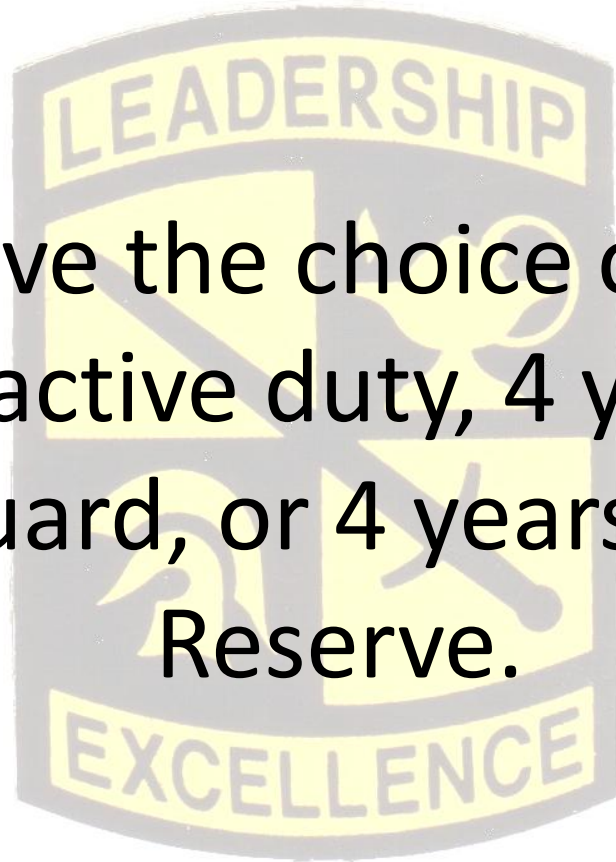 LEADERSHIP
ve the choice
active duty, 4
uard, or 4 years
Reserve.
EXCELLENCE